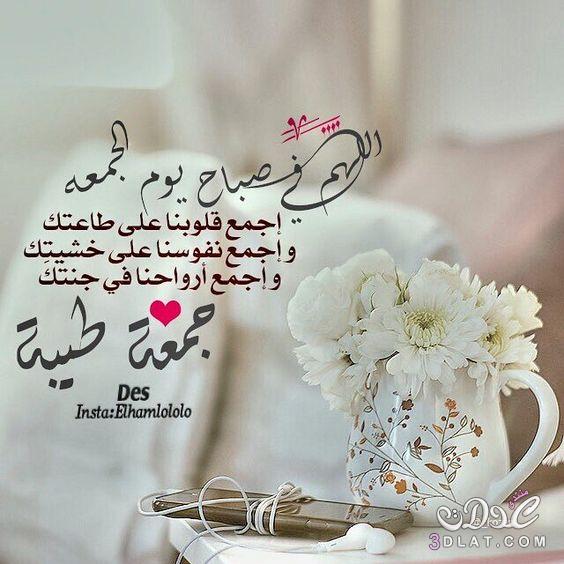 اللهم في صباح يوم الجمعه
إجمع قلوبنا على طاعتك
و إجمع نفوسنا على خشيتك
و إجمع أرواحنا في جنتك
جمعة طيبة
Des
Insta:Elhamlololo
منتدى
عدلات
3DLAT.COM